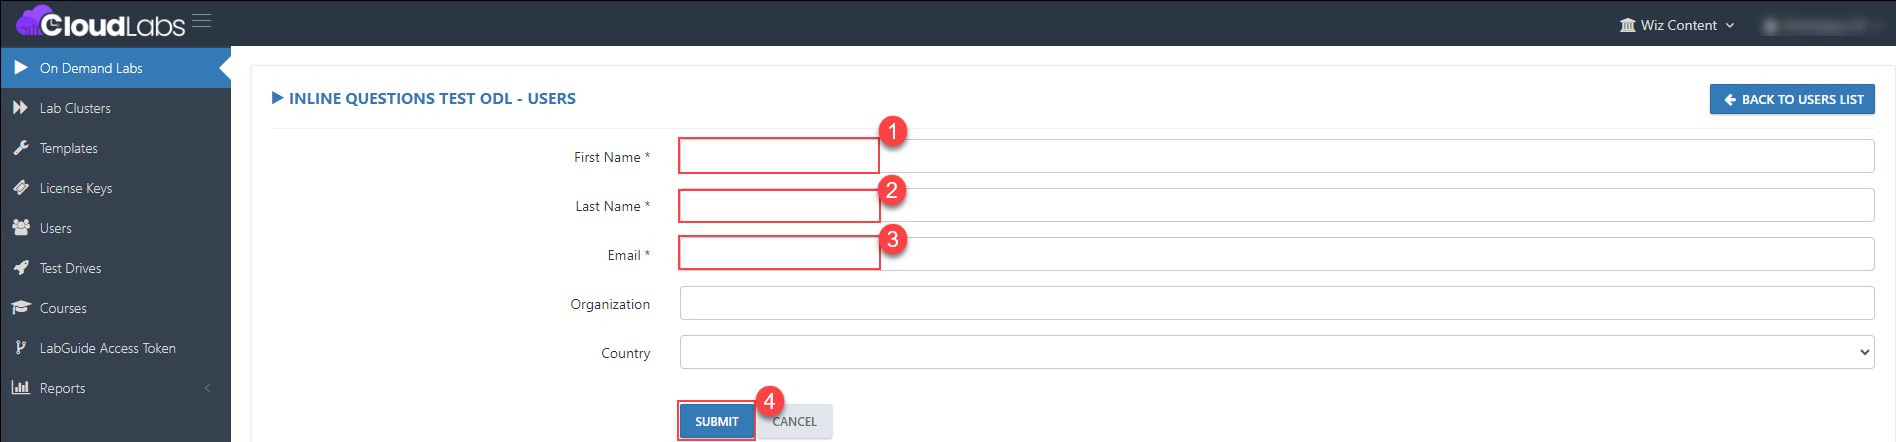 CloudLabs
Wiz Content
On Demand Labs
Lab Clusters
Templates
License Keys
Users
Test Drives
Courses
LabGuide Access Token
Reports
INLINE QUESTIONS TEST ODL - USERS
BACK TO USERS LIST
First Name *
1
Last Name *
2
Email *
3
Organization
Country
SUBMIT
4
CANCEL